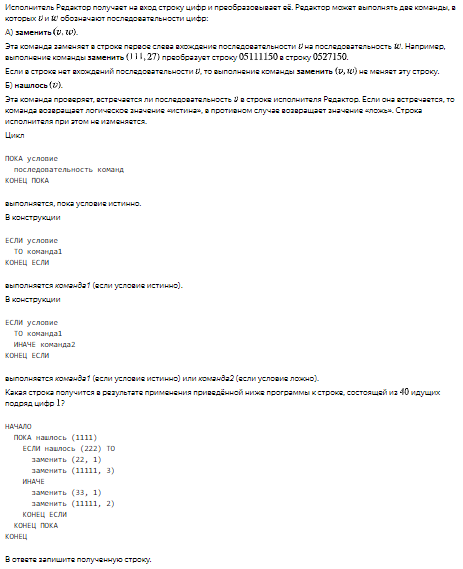 Исполнитель Редактор получает на вход строку цифр и преобразовывает её. Редактор может выполнять две команды, в
которых v и w обозначают последовательности цифр:
А) заменить (v, w).
Эта команда заменяет в строке первое слева вхождение последовательности v на последовательность w. Например,
выполнение команды заменить (111, 27) преобразует строку 05111150 в строку 0527150.
Если в строке нет вхождений последовательности v, то выполнение команды заменить (v, w) не меняет эту строку.
Б) нашлось (v).
Эта команда проверяет, встречается ли последовательность v в строке исполнителя Редактор. Если она встречается, то
команда возвращает логическое значение «истина», в противном случае возвращает значение «ложь». Строка
исполнителя при этом не изменяется.
Цикл
ПОКА условие
последовательность команд
КОНЕЦ ПОКА
выполняется, пока условие истинно.
В конструкции
ЕСЛИ условие
ТО команда1
КОНЕЦ ЕСЛИ
выполняется команда1 (если условие истинно).
В конструкции
ЕСЛИ условие
ТО команда1
ИНАЧЕ команда2
КОНЕЦ ЕСЛИ
выполняется команда1 (если условие истинно) или команда2 (если условие ложно).
Какая строка получится в результате применения приведённой ниже программы к строке, состоящей из 40 идущих
подряд цифр 1?
НАЧАЛО
ПОКА нашлось (1111)
ЕСЛИ нашлось (222) ТО
заменить (22, 1)
заменить (11111, 3)
ИНАЧЕ
заменить (33, 1)
заменить (11111, 2)
КОНЕЦ ЕСЛИ
КОНЕЦ ПОКА
КОНЕЦ
В ответе запишите полученную строку.